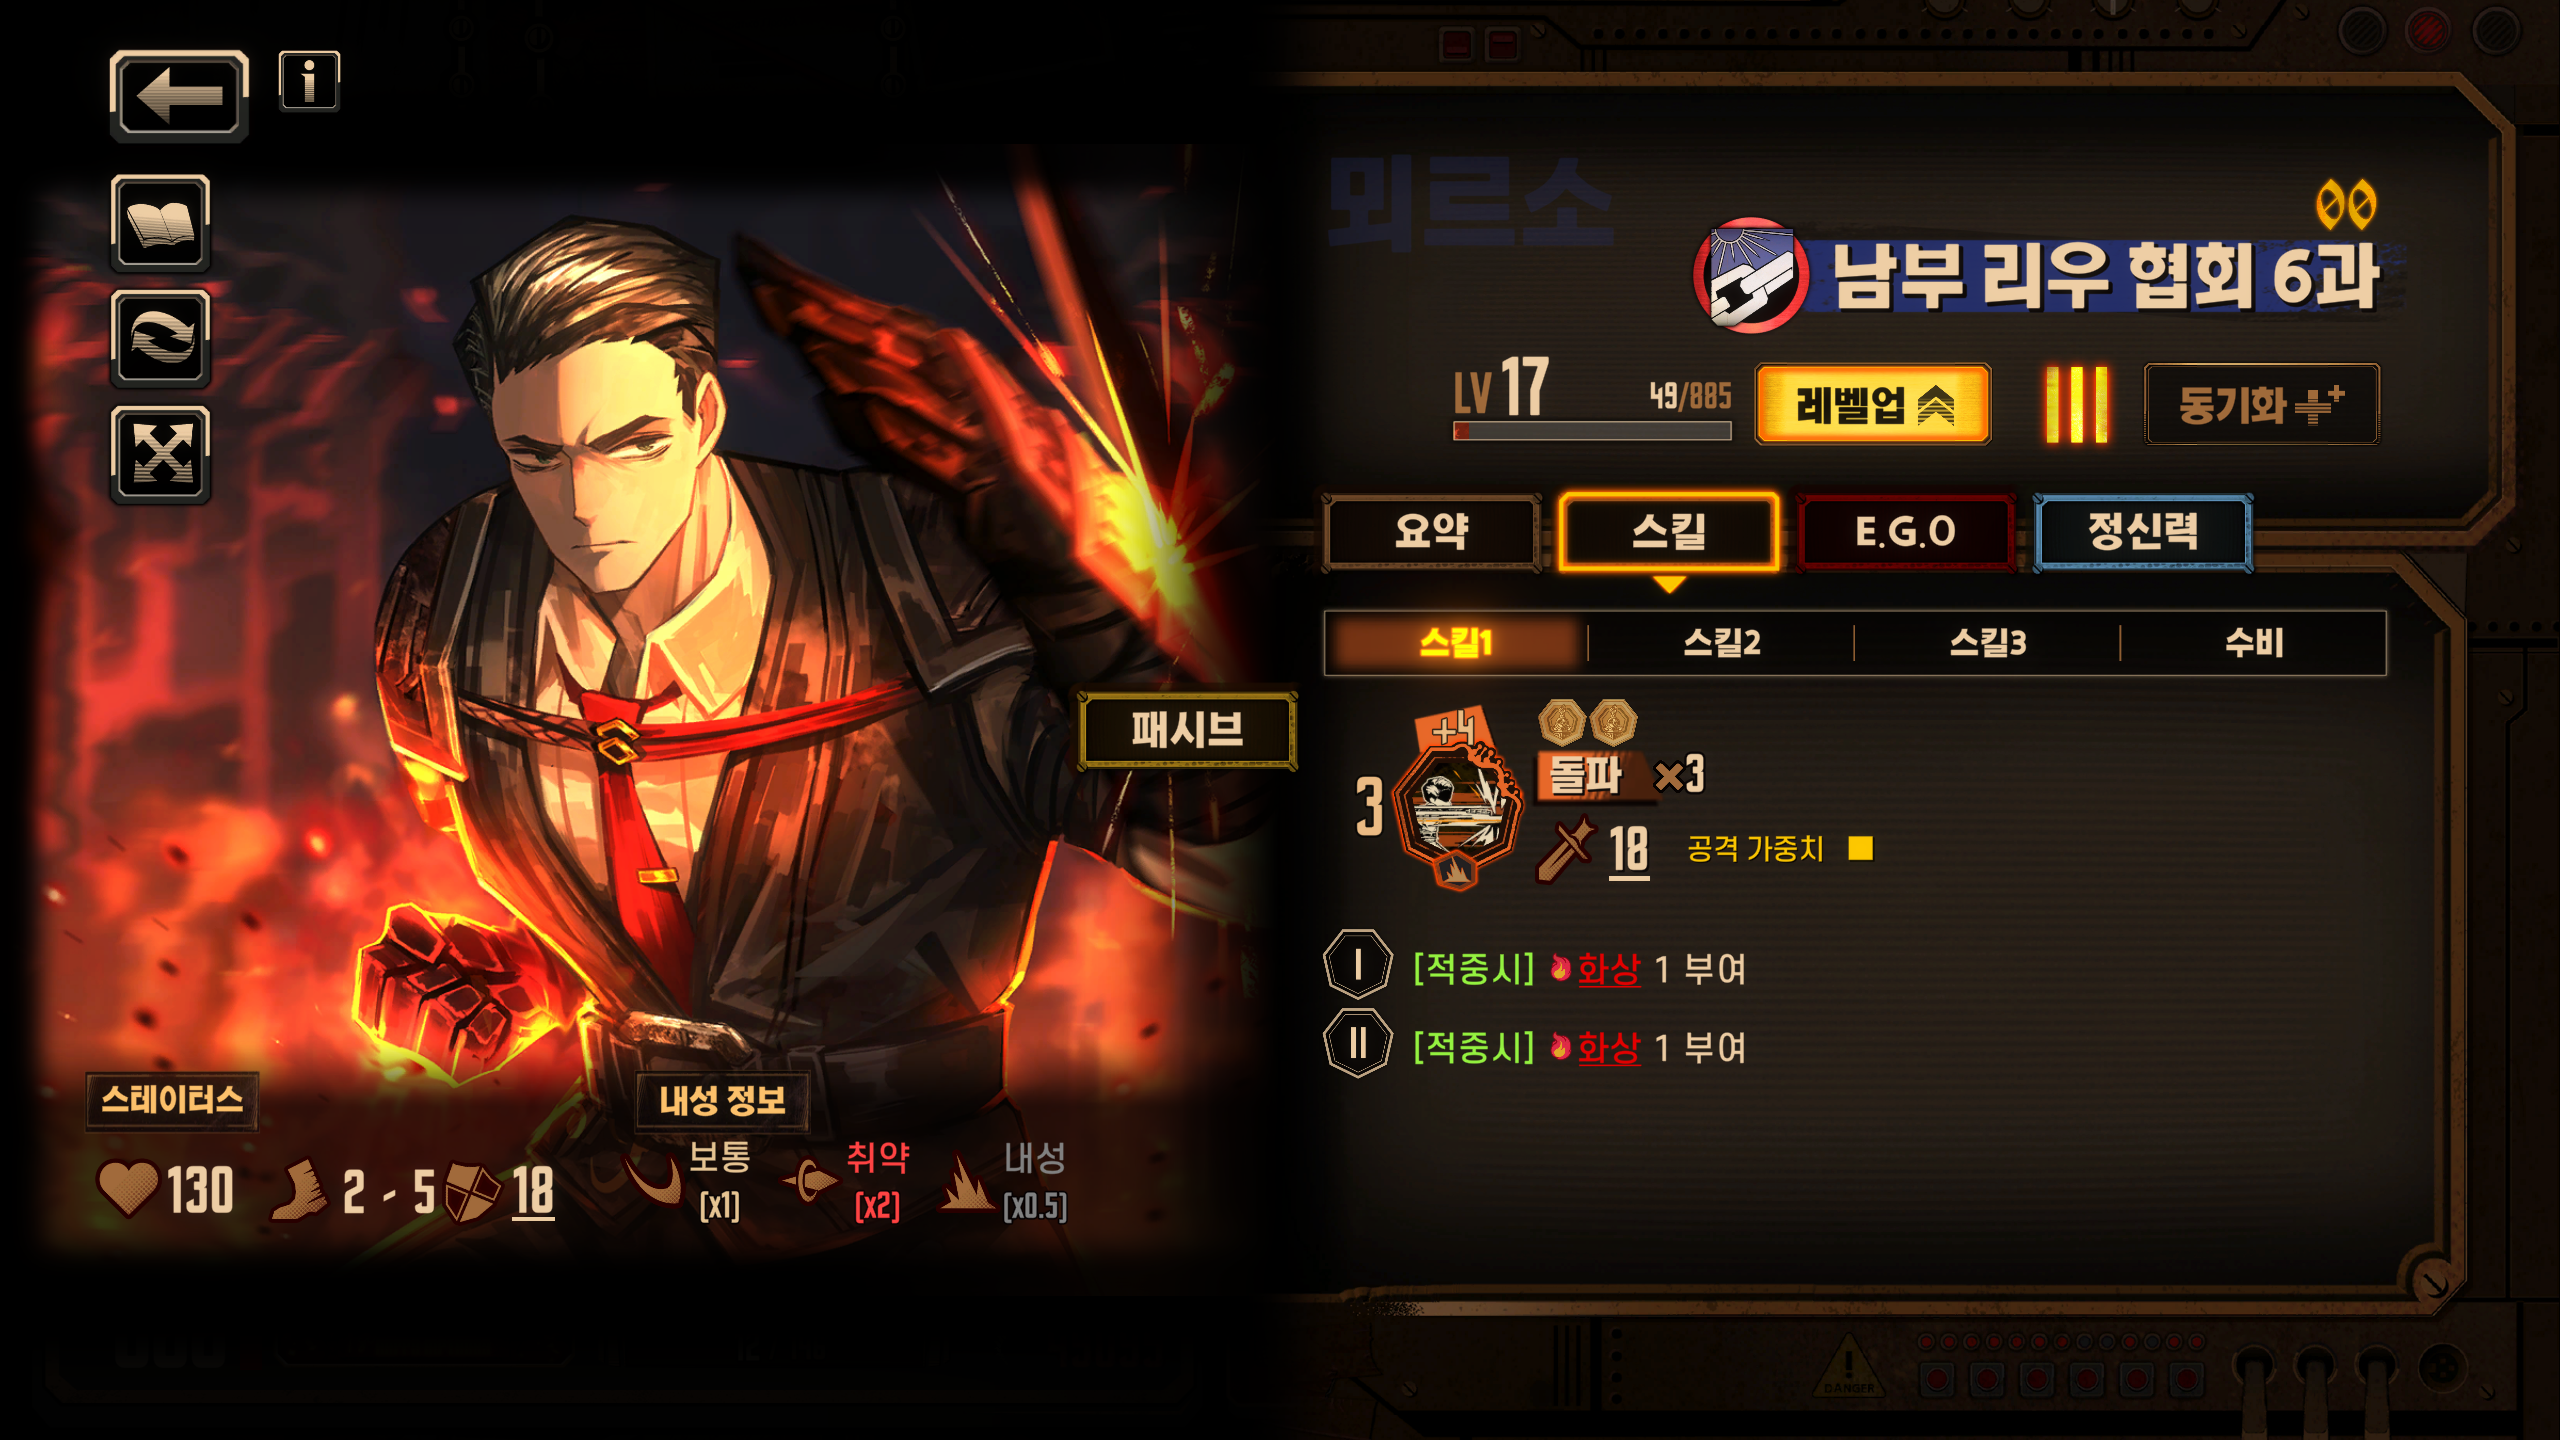 뫼르소
남부 리우 협회 6과
LV 17
49/885
레벨업
동기화
요약
스킬
E.G.O
정신력
스킬1
스킬2
스킬3
수비
패시브
3
+4
돌파 ×3
18
공격 가중치
I [적중시] 화상 1 부여
II [적중시] 화상 1 부여
스테이터스
130
2 - 5
18
내성 정보
보통
[x1]
취약
[x2]
내성
[x0.5]
DANGER